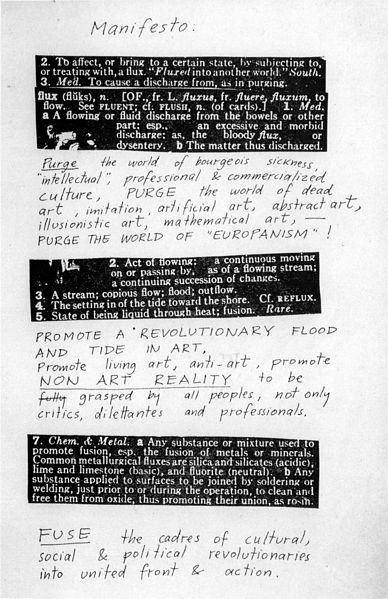 Manifesto:
2. To affect, or bring to a certain state, by subjecting to,
or treating with, a flux. "Fluxed into another world." South.
3. Med. To cause a discharge from, as in purging.
flux (flŭks), n. [OF., fr. L. fluxus, fr. fluere, fluxum, to
flow. See FLUENT; cf. FLUSH, n. (of cards).] 1. Med.
a A flowing or fluid discharge from the bowels or other
part; esp., an excessive and morbid
discharge; as, the bloody flux, or
dysentery. b The matter thus discharged.
Purge the world of bourgeois sickness,
"intellectual", professional & commercialized
culture, PURGE the world of dead
art, imitation, artificial art, abstract art,
illusionistic art, mathematical art, —
PURGE THE WORLD OF "EUROPANISM"!
2. Act of flowing: a continuous moving
on or passing by, as of a flowing stream;
a continuing succession of changes.
3. A stream; copious flow; flood; outflow.
4. The setting in of the tide toward the shore. Cf. REFLUX.
5. State of being liquid through heat; fusion. Rare.
PROMOTE A REVOLUTIONARY FLOOD
AND TIDE IN ART,
Promote living art, anti-art, promote
NON ART REALITY to be
fully grasped by all peoples, not only
critics, dilettantes and professionals.
7. Chem. & Metal. a Any substance or mixture used to
promote fusion, esp. the fusion of metals or minerals.
Common metallurgical fluxes are silica and silicates (acidic),
lime and limestone (basic), and fluorite (neutral). b Any
substance applied to surfaces to be joined by soldering or
welding, just prior to or during the operation, to clean and
free them from oxide, thus promoting their union, as rosin.
FUSE the cadres of cultural,
social & political revolutionaries
into united front & action.